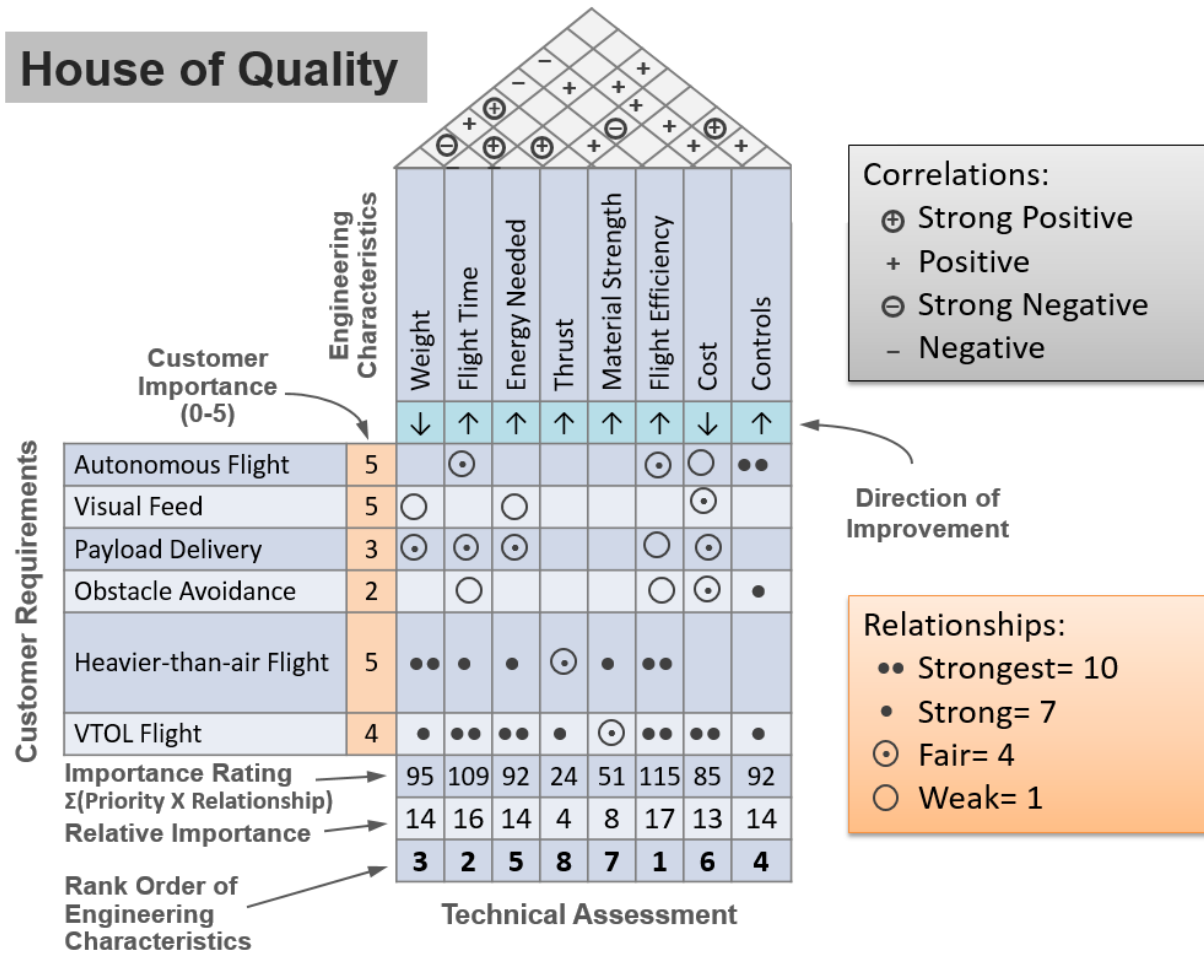 House of Quality
Engineering
Characteristics
Weight
Flight Time
Energy Needed
Thrust
Material Strength
Flight Efficiency
Cost
Controls
Correlations:
⊕ Strong Positive
+ Positive
⊖ Strong Negative
− Negative
Customer
Importance
(0-5)
↓ ↑ ↑ ↑ ↑ ↑ ↓ ↑
Direction of
Improvement
Customer Requirements
Autonomous Flight 5
Visual Feed 5
Payload Delivery 3
Obstacle Avoidance 2
Heavier-than-air Flight 5
VTOL Flight 4
Relationships:
●● Strongest= 10
● Strong= 7
⊙ Fair= 4
○ Weak= 1
Importance Rating
Σ(Priority X Relationship)
95 109 92 24 51 115 85 92
Relative Importance
14 16 14 4 8 17 13 14
Rank Order of
Engineering
Characteristics
3 2 5 8 7 1 6 4
Technical Assessment